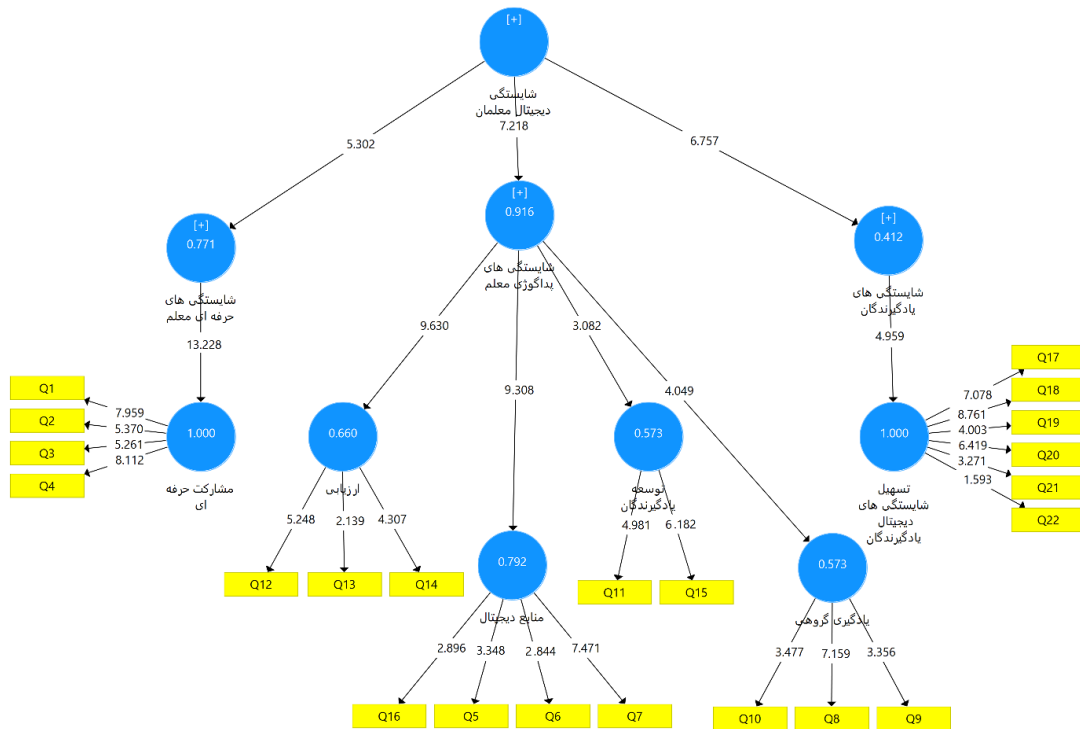 [+]
شایستگی
دیجیتال معلمان
7.218
5.302
6.757
[+]
0.771
شایستگی های
حرفه ای معلم
13.228
[+]
0.916
شایستگی های
پداگوژی معلم
[+]
0.412
شایستگی های
یادگیرندگان
4.959
9.630
9.308
3.082
4.049
Q1
Q2
Q3
Q4
7.959
5.370
5.261
8.112
1.000
مشارکت حرفه
ای
0.660
ارزیابی
5.248
2.139
4.307
Q12
Q13
Q14
0.792
منابع دیجیتال
2.896
3.348
2.844
7.471
Q16
Q5
Q6
Q7
0.573
توسعه
یادگیرندگان
4.981
6.182
Q11
Q15
0.573
یادگیری گروهی
3.477
7.159
3.356
Q10
Q8
Q9
1.000
تسهیل
شایستگی های
دیجیتال
یادگیرندگان
7.078
8.761
4.003
6.419
3.271
1.593
Q17
Q18
Q19
Q20
Q21
Q22